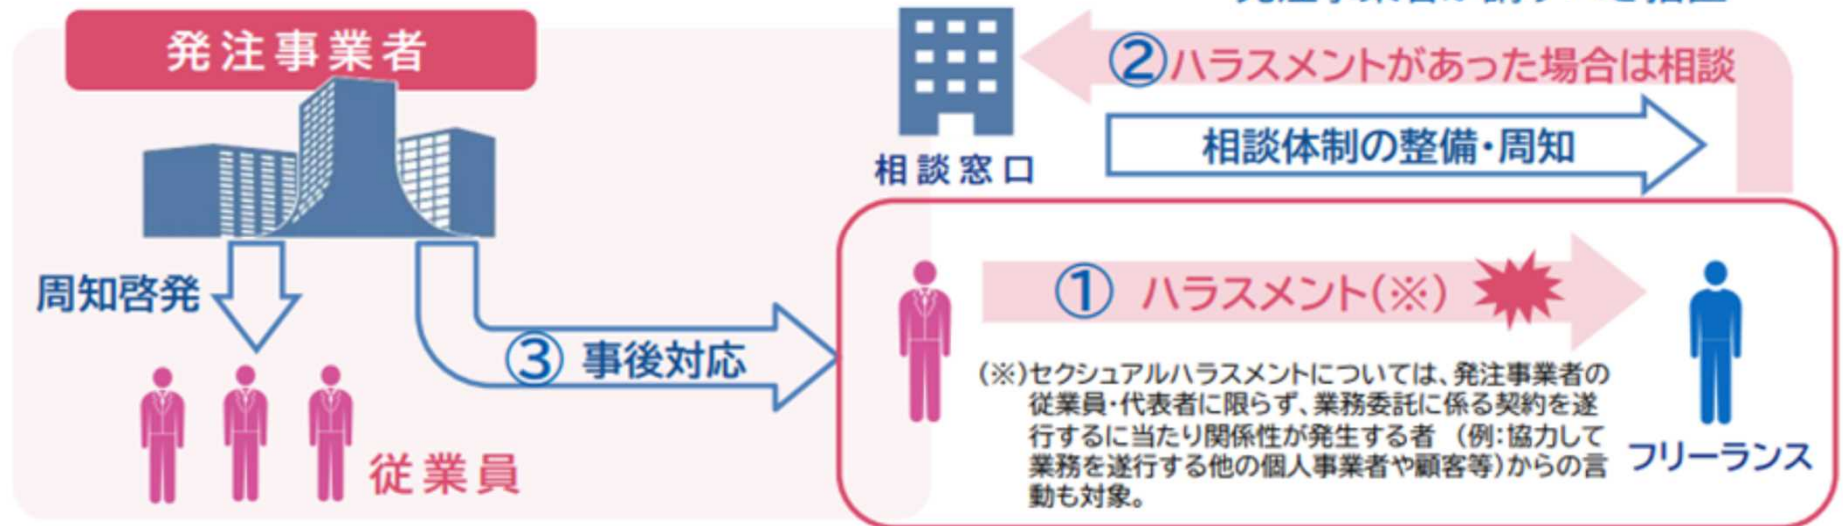 発注事業者
②ハラスメントがあった場合は相談
相談体制の整備・周知
相談窓口
周知啓発
①ハラスメント(※)
③事後対応
(※)セクシュアルハラスメントについては、発注事業者の
従業員・代表者に限らず、業務委託に係る契約を遂
行するに当たり関係性が発生する者 (例:協力して
業務を遂行する他の個人事業者や顧客等)からの言
動も対象。
フリーランス
従業員